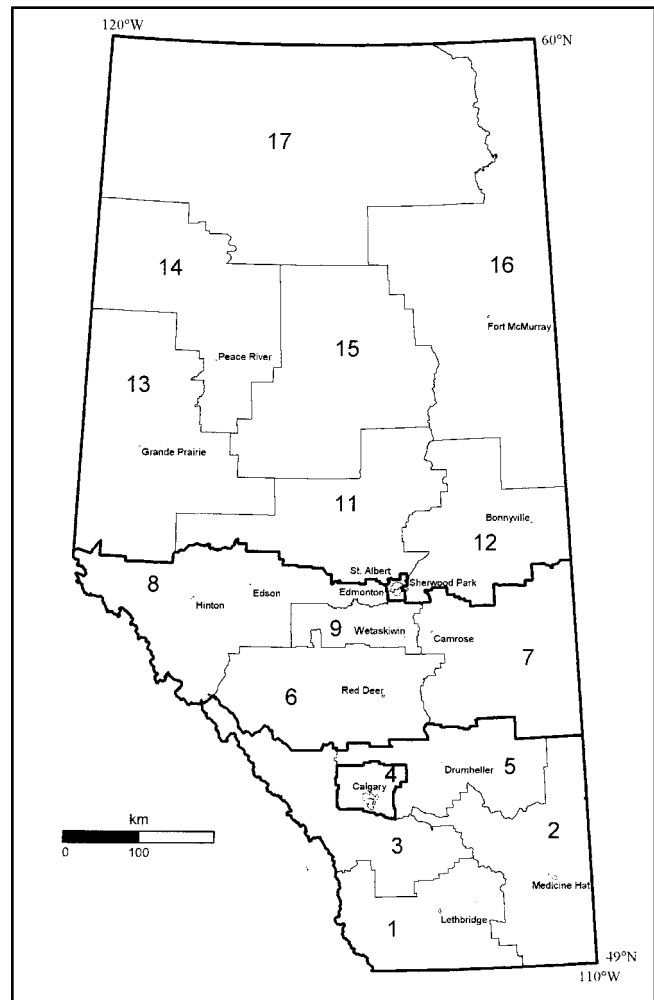 120°W
60°N
17
14
16
Fort McMurray
15
Peace River
13
Grande Prairie
11
Bonnyville
12
St. Albert
8
Sherwood Park
Edson
Edmonton
Hinton
9
Wetaskiwin
Camrose
7
6
Red Deer
Drumheller
5
4
Calgary
km
0
100
2
3
Medicine Hat
Lethbridge
1
49°N
110°W